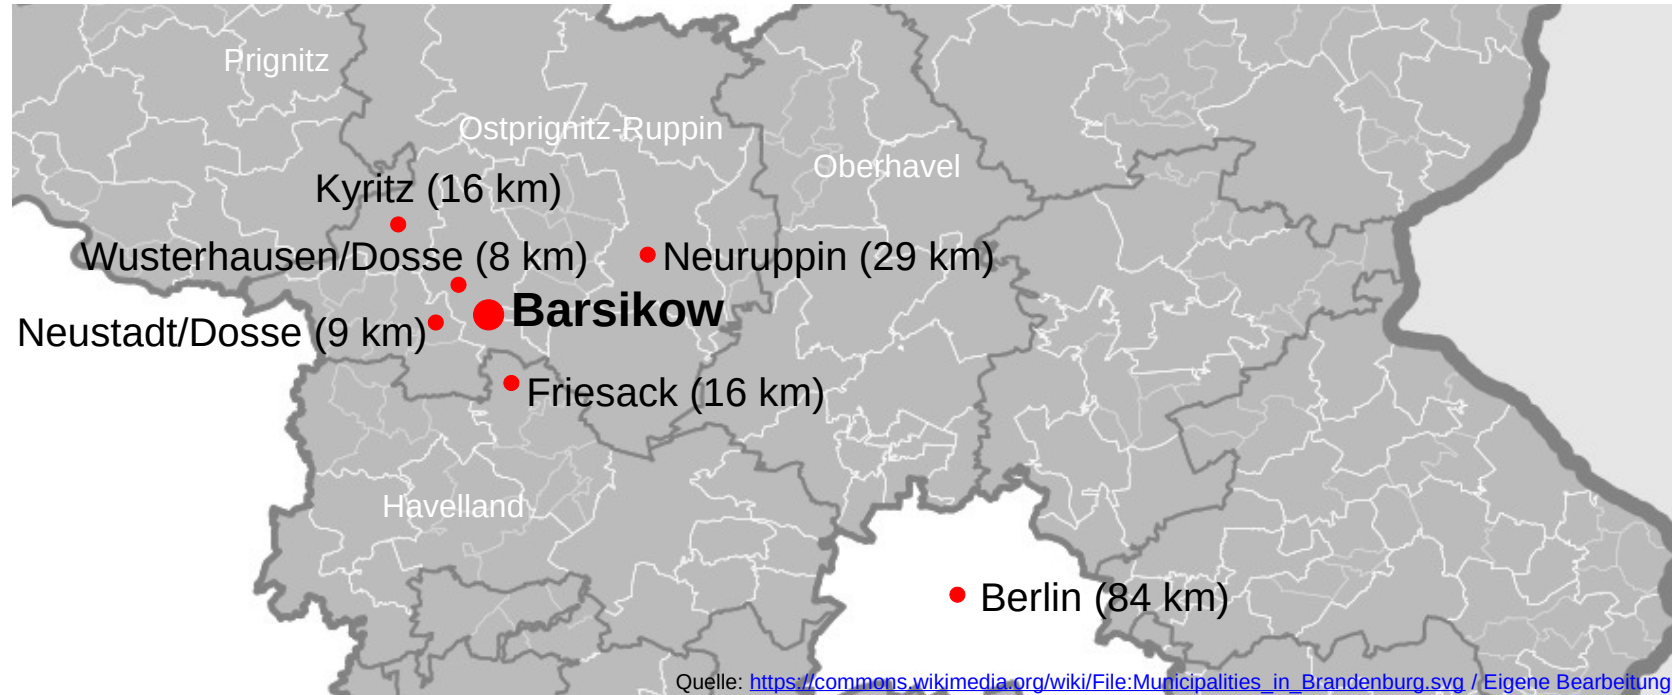 Prignitz
Ostprignitz-Ruppin
Oberhavel
Kyritz (16 km)
Wusterhausen/Dosse (8 km)
Neuruppin (29 km)
Barsikow
Neustadt/Dosse (9 km)
Friesack (16 km)
Havelland
Berlin (84 km)
Quelle: https://commons.wikimedia.org/wiki/File:Municipalities_in_Brandenburg.svg / Eigene Bearbeitung